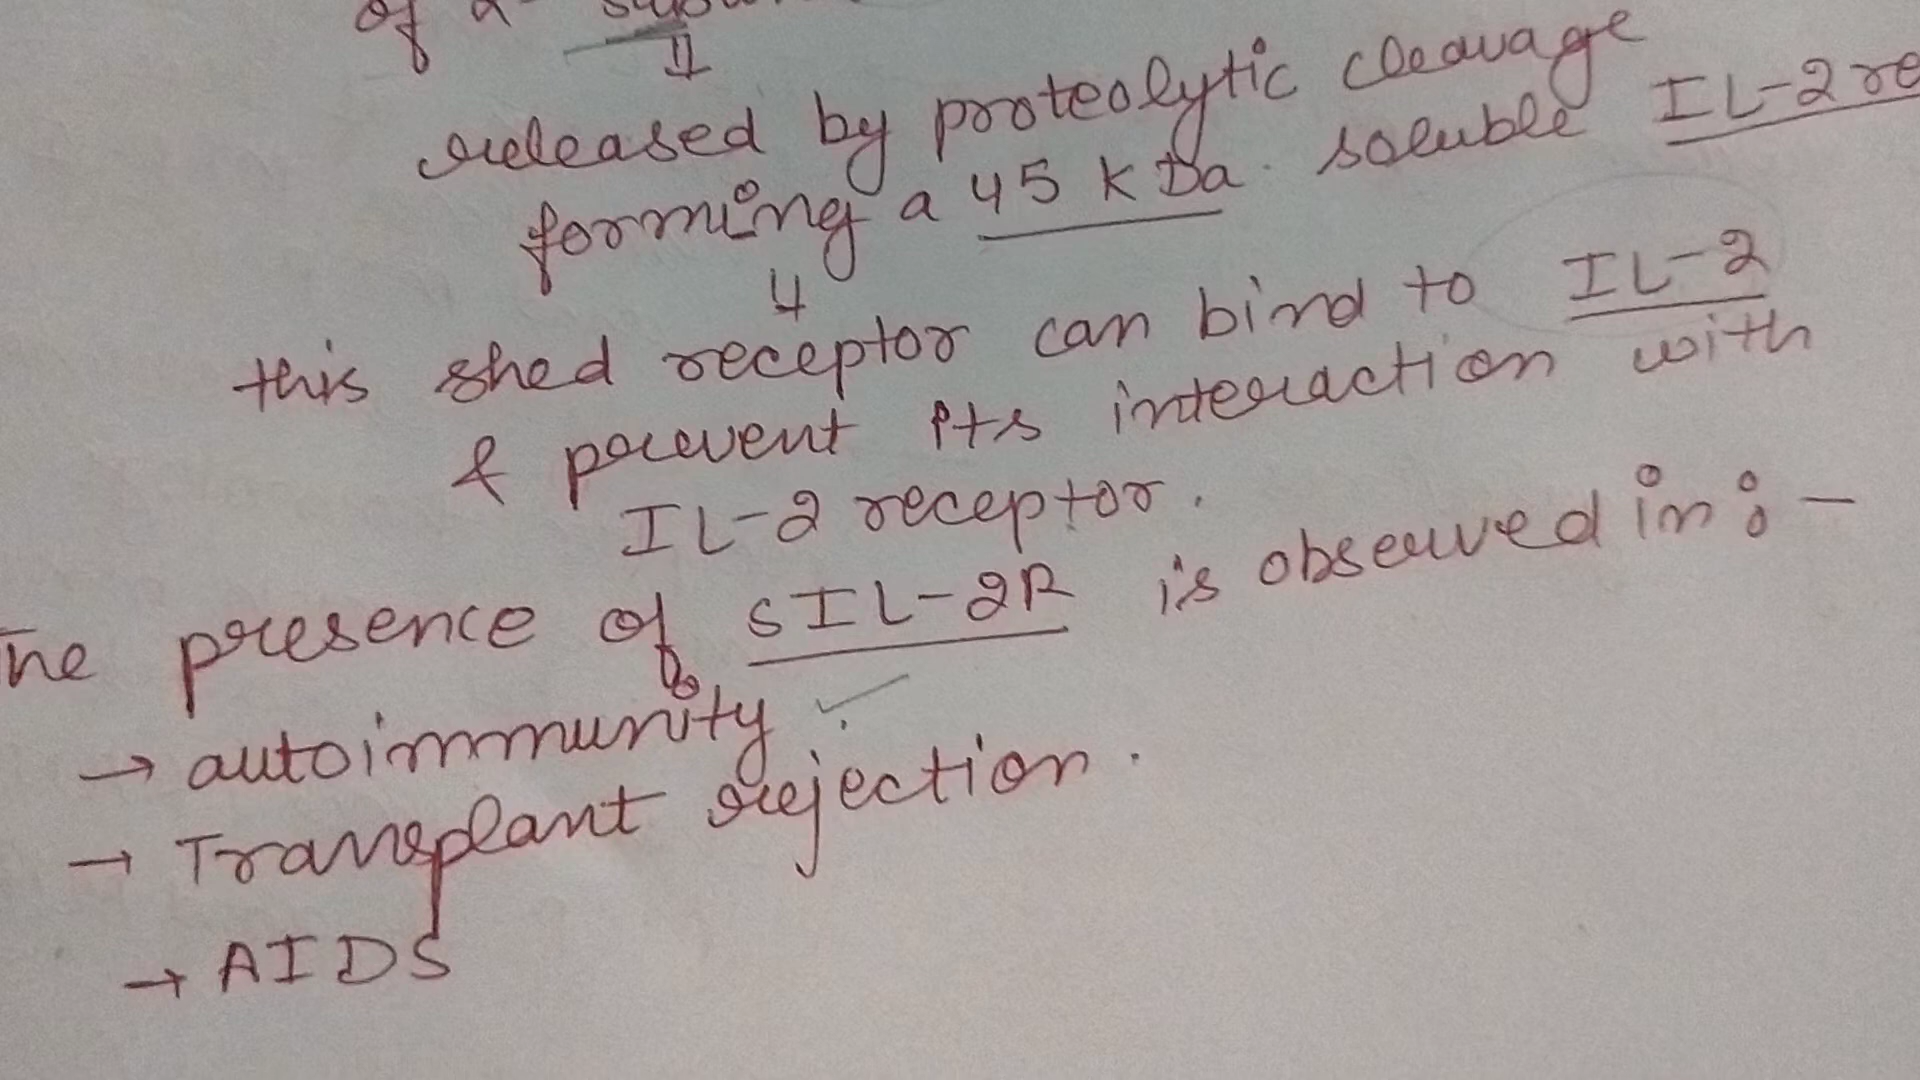 of α-
released by proteolytic cleavage
forming a 45 kDa. soluble IL-2 re
this shed receptor can bind to IL-2
& prevent its interaction with
IL-2 receptor.
The presence of sIL-2R is observed in :-
→ autoimmunity.
→ Transplant rejection.
→ AIDS